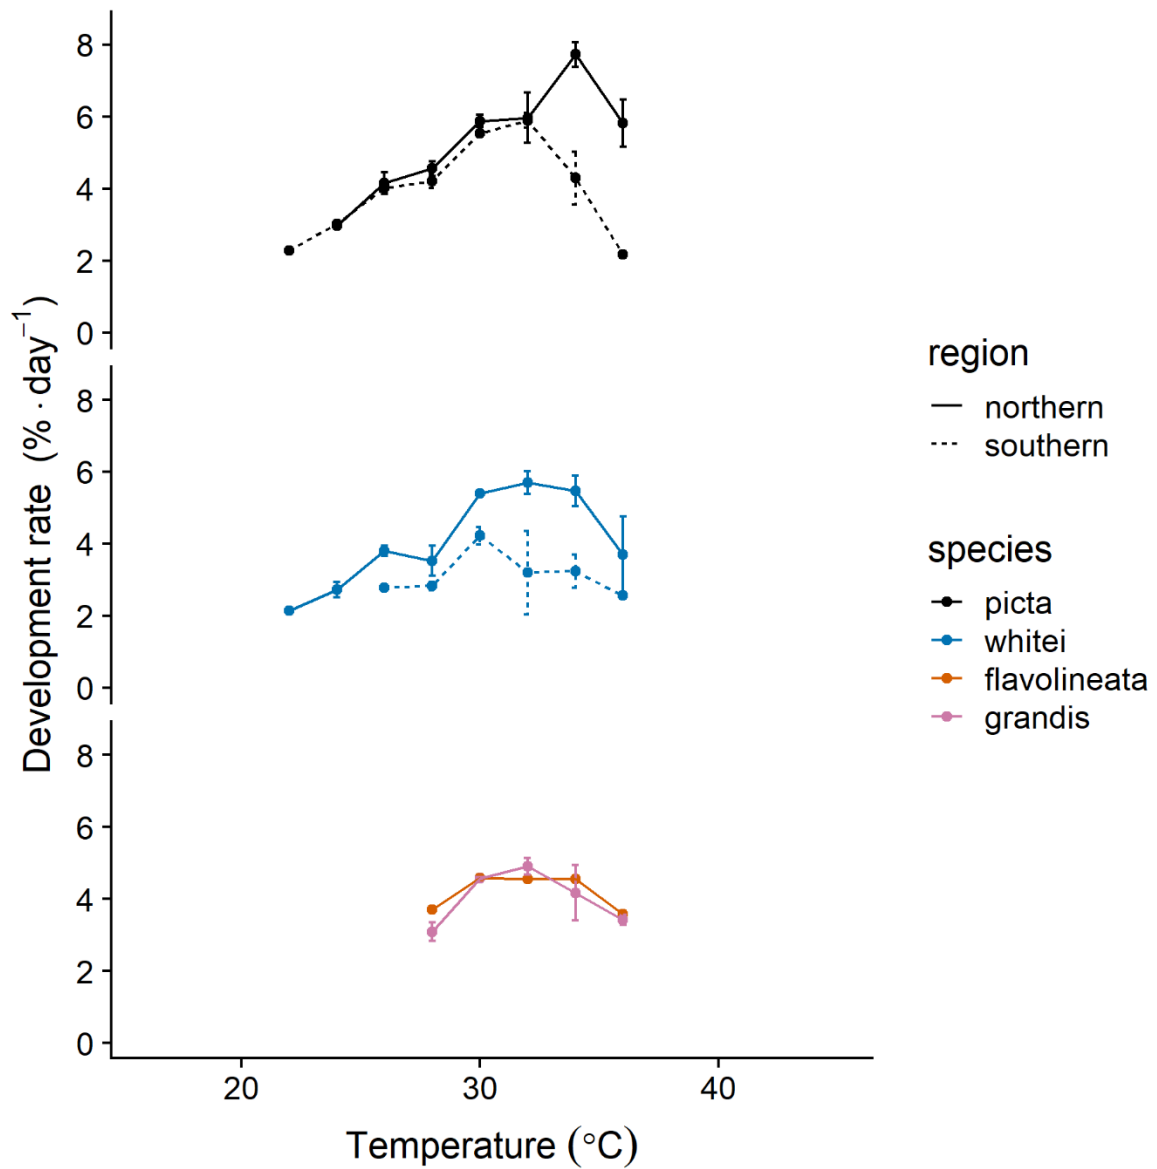 Development rate (% · day⁻¹)
8
6
4
2
0
8
6
4
2
0
8
6
4
2
0
20 30 40
Temperature (°C)
region
northern
southern
species
picta
whitei
flavolineata
grandis